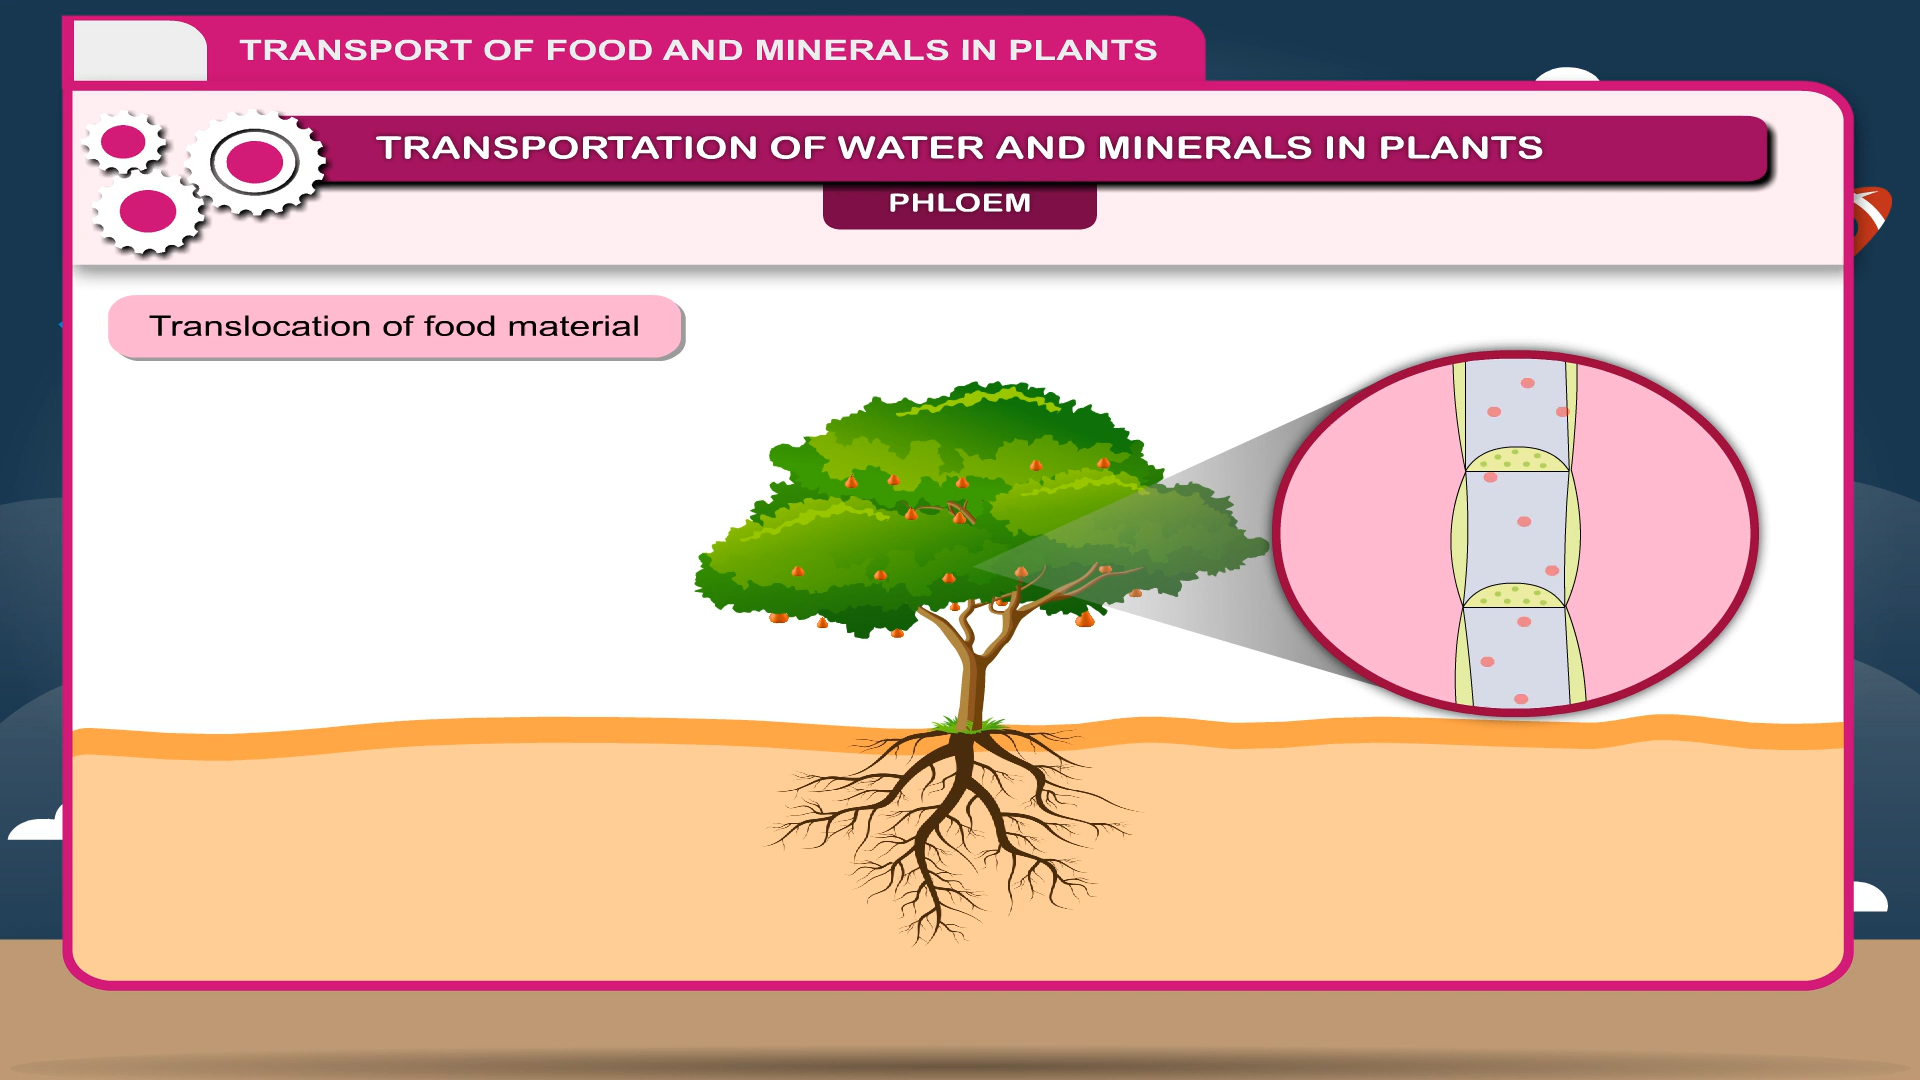 TRANSPORT OF FOOD AND MINERALS IN PLANTS
TRANSPORTATION OF WATER AND MINERALS IN PLANTS
PHLOEM
Translocation of food material